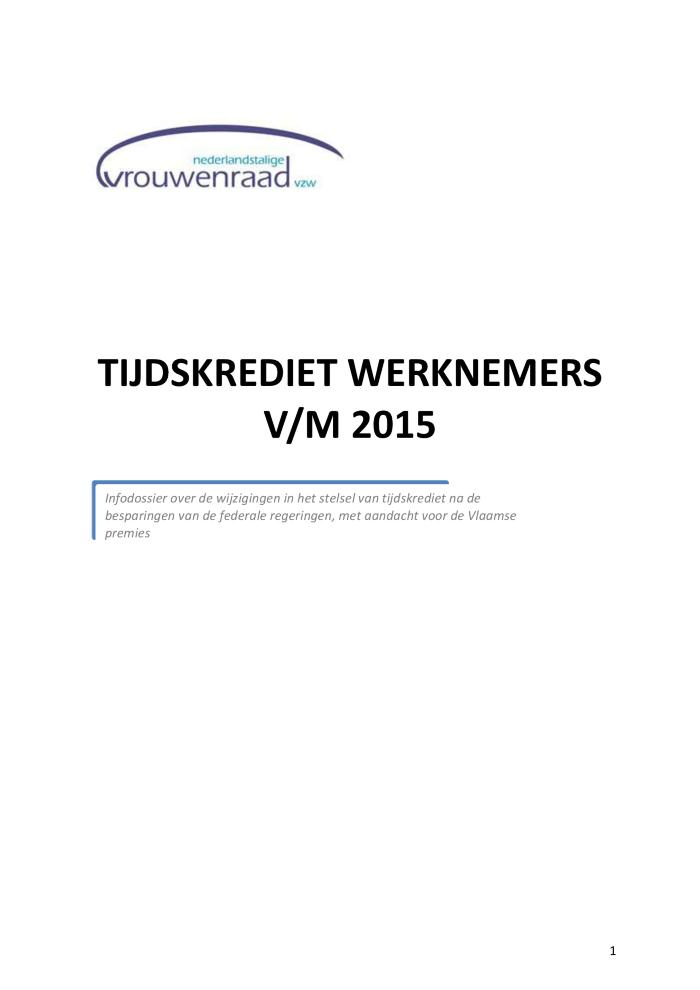 nederlandstalige
vrouwenraad vzw
TIJDSKREDIET WERKNEMERS
V/M 2015
Infodossier over de wijzigingen in het stelsel van tijdskrediet na de
besparingen van de federale regeringen, met aandacht voor de Vlaamse
premies
1